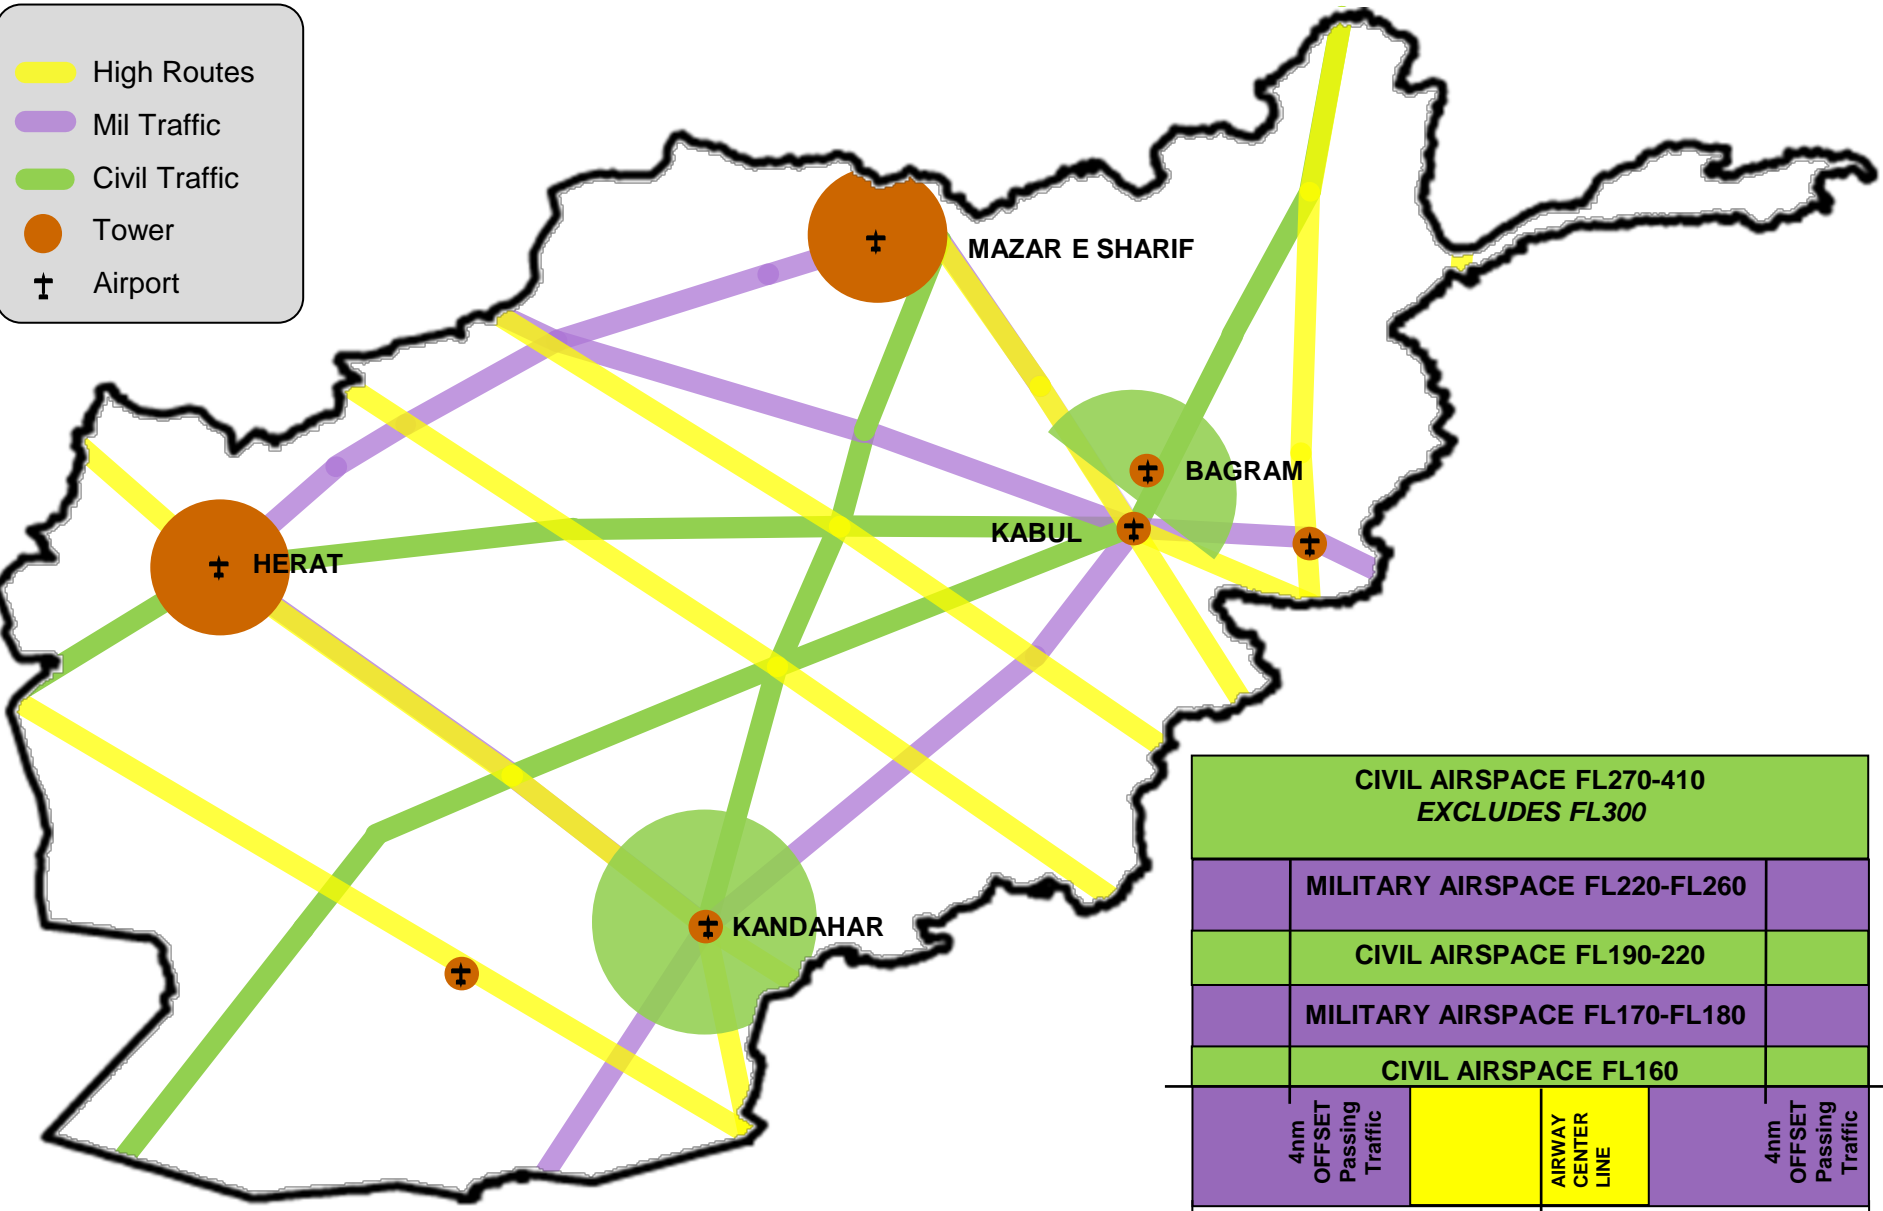 High Routes
Mil Traffic
Civil Traffic
Tower
Airport
MAZAR E SHARIF
BAGRAM
KABUL
HERAT
KANDAHAR
CIVIL AIRSPACE FL270-410
EXCLUDES FL300
MILITARY AIRSPACE FL220-FL260
CIVIL AIRSPACE FL190-220
MILITARY AIRSPACE FL170-FL180
CIVIL AIRSPACE FL160
4nm
OFFSET
Passing
Traffic
AIRWAY
CENTER
LINE
4nm
OFFSET
Passing
Traffic